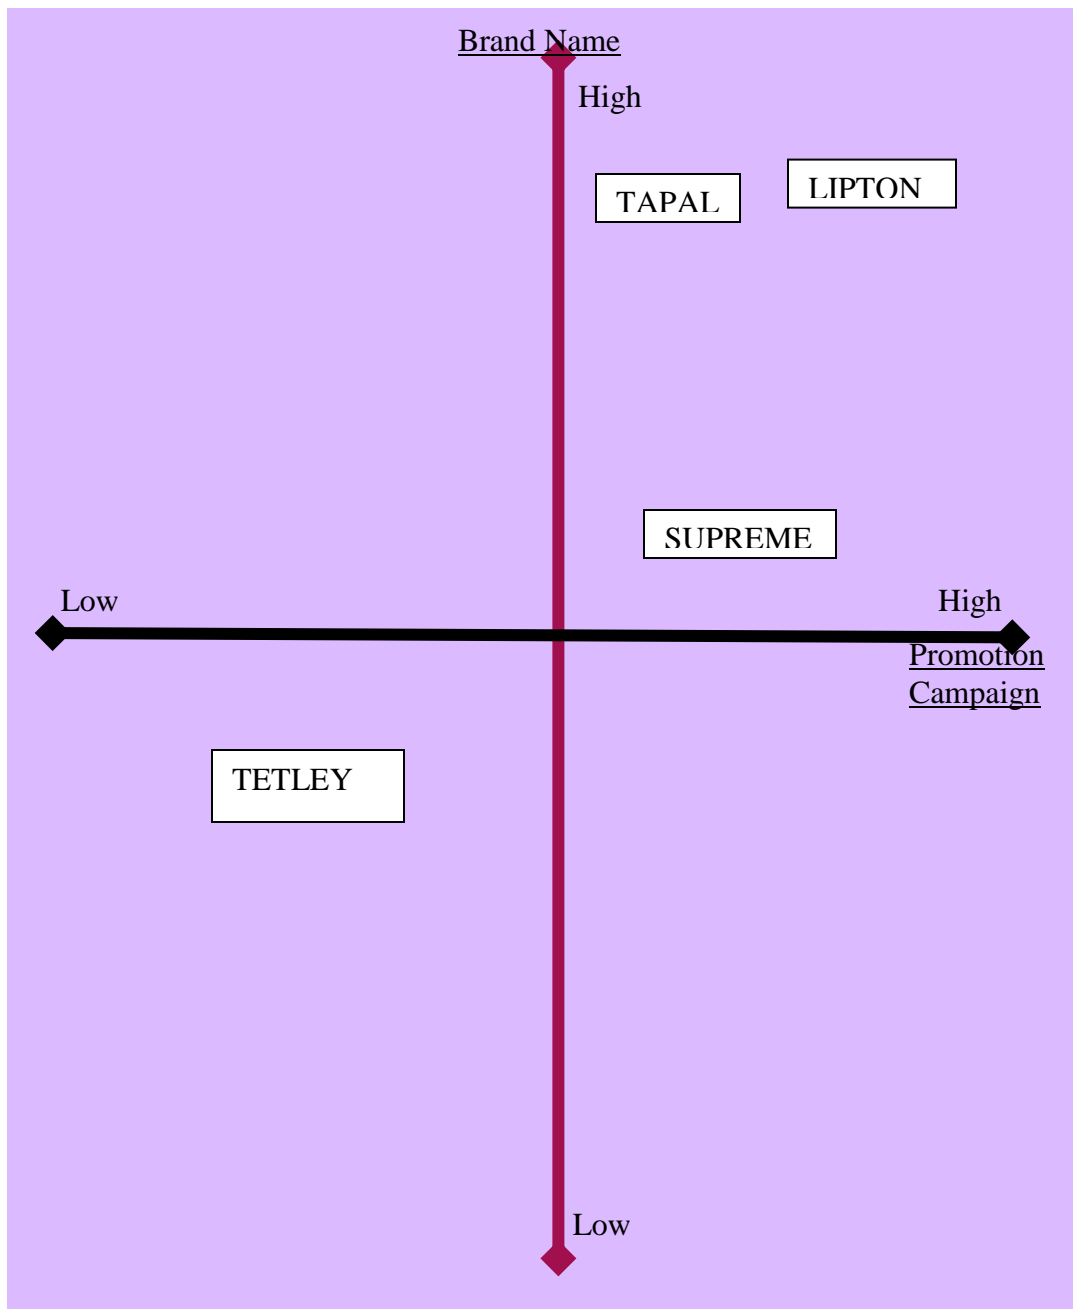 Brand Name
High
LIPTON
TAPAL
SUPREME
Low
High
Promotion
Campaign
TETLEY
Low